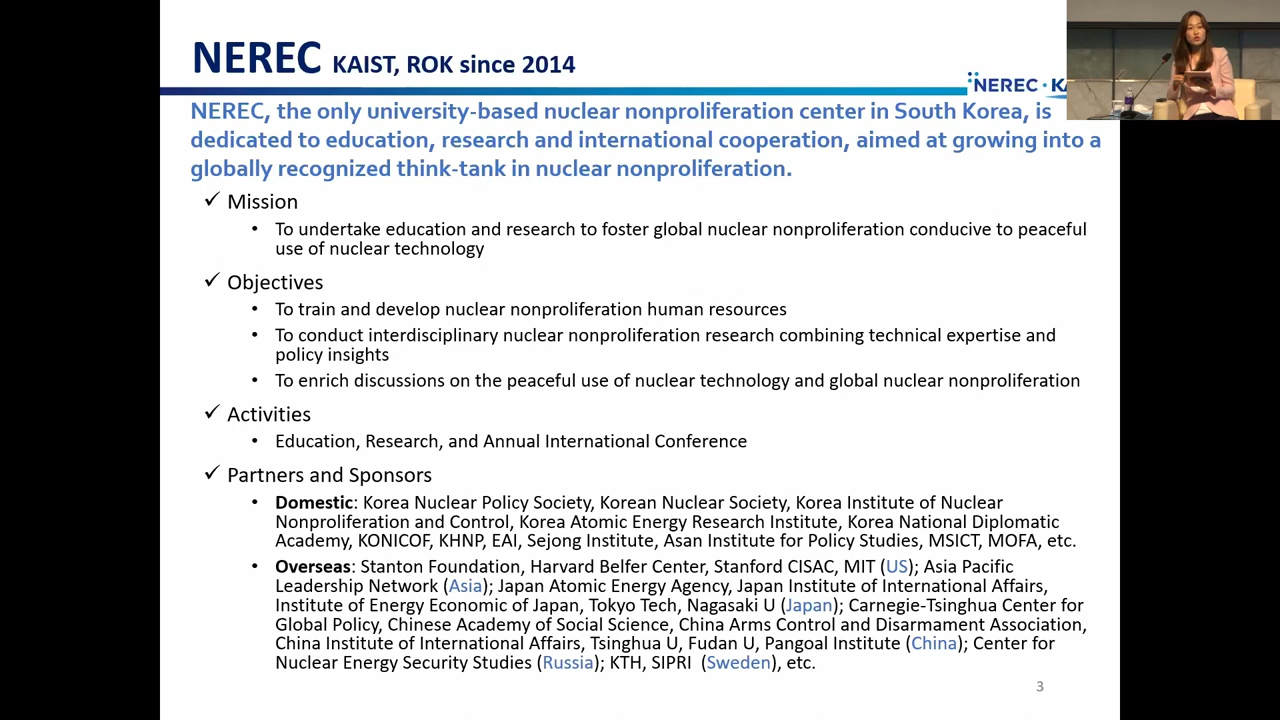 NEREC KAIST, ROK since 2014
NEREC · KA
NEREC, the only university-based nuclear nonproliferation center in South Korea, is
dedicated to education, research and international cooperation, aimed at growing into a
globally recognized think-tank in nuclear nonproliferation.
✓ Mission
• To undertake education and research to foster global nuclear nonproliferation conducive to peaceful
use of nuclear technology
✓ Objectives
• To train and develop nuclear nonproliferation human resources
• To conduct interdisciplinary nuclear nonproliferation research combining technical expertise and
policy insights
• To enrich discussions on the peaceful use of nuclear technology and global nuclear nonproliferation
✓ Activities
• Education, Research, and Annual International Conference
✓ Partners and Sponsors
• Domestic: Korea Nuclear Policy Society, Korean Nuclear Society, Korea Institute of Nuclear
Nonproliferation and Control, Korea Atomic Energy Research Institute, Korea National Diplomatic
Academy, KONICOF, KHNP, EAI, Sejong Institute, Asan Institute for Policy Studies, MSICT, MOFA, etc.
• Overseas: Stanton Foundation, Harvard Belfer Center, Stanford CISAC, MIT (US); Asia Pacific
Leadership Network (Asia); Japan Atomic Energy Agency, Japan Institute of International Affairs,
Institute of Energy Economic of Japan, Tokyo Tech, Nagasaki U (Japan); Carnegie-Tsinghua Center for
Global Policy, Chinese Academy of Social Science, China Arms Control and Disarmament Association,
China Institute of International Affairs, Tsinghua U, Fudan U, Pangoal Institute (China); Center for
Nuclear Energy Security Studies (Russia); KTH, SIPRI (Sweden), etc.
3